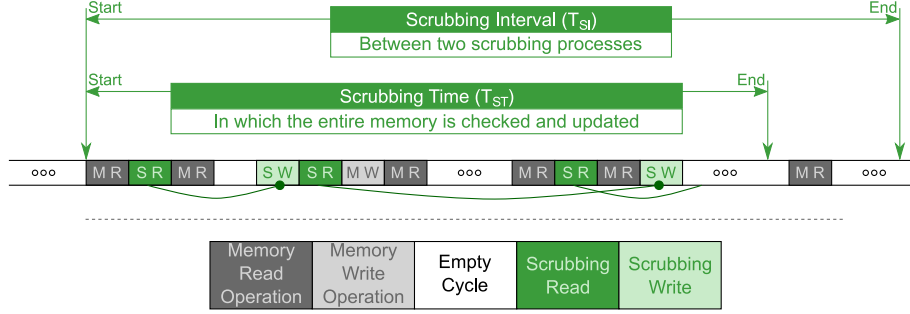 Start
Scrubbing Interval (TSI)
End
Between two scrubbing processes
Start
Scrubbing Time (TST)
End
In which the entire memory is checked and updated
ooo M R S R M R S W S R M W M R ooo M R S R M R S W ooo M R ooo
Memory Read Operation
Memory Write Operation
Empty Cycle
Scrubbing Read
Scrubbing Write